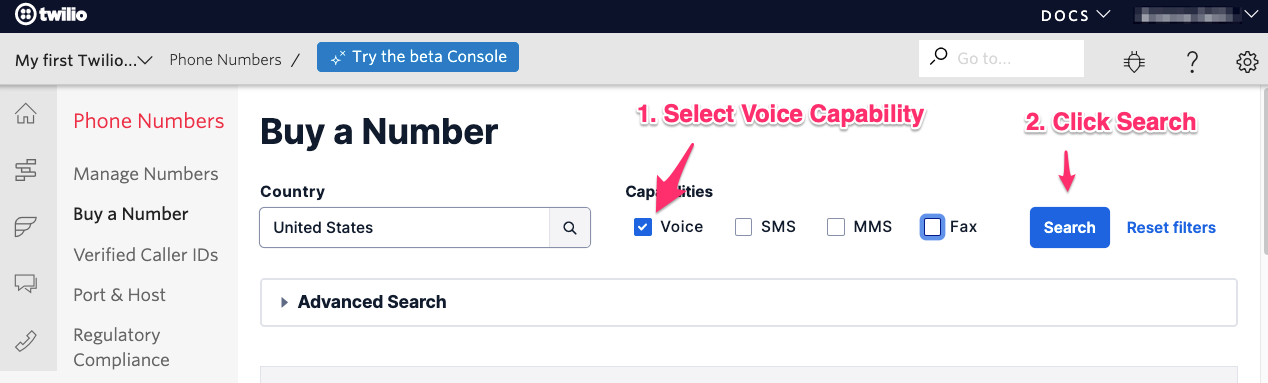 twilio
DOCS
My first Twilio... Phone Numbers / Try the beta Console Go to... ?
Phone Numbers
Manage Numbers
Buy a Number
Verified Caller IDs
Port & Host
Regulatory
Compliance
Buy a Number
1. Select Voice Capability
2. Click Search
Country
United States
Capabilities
Voice SMS MMS Fax
Search Reset filters
Advanced Search